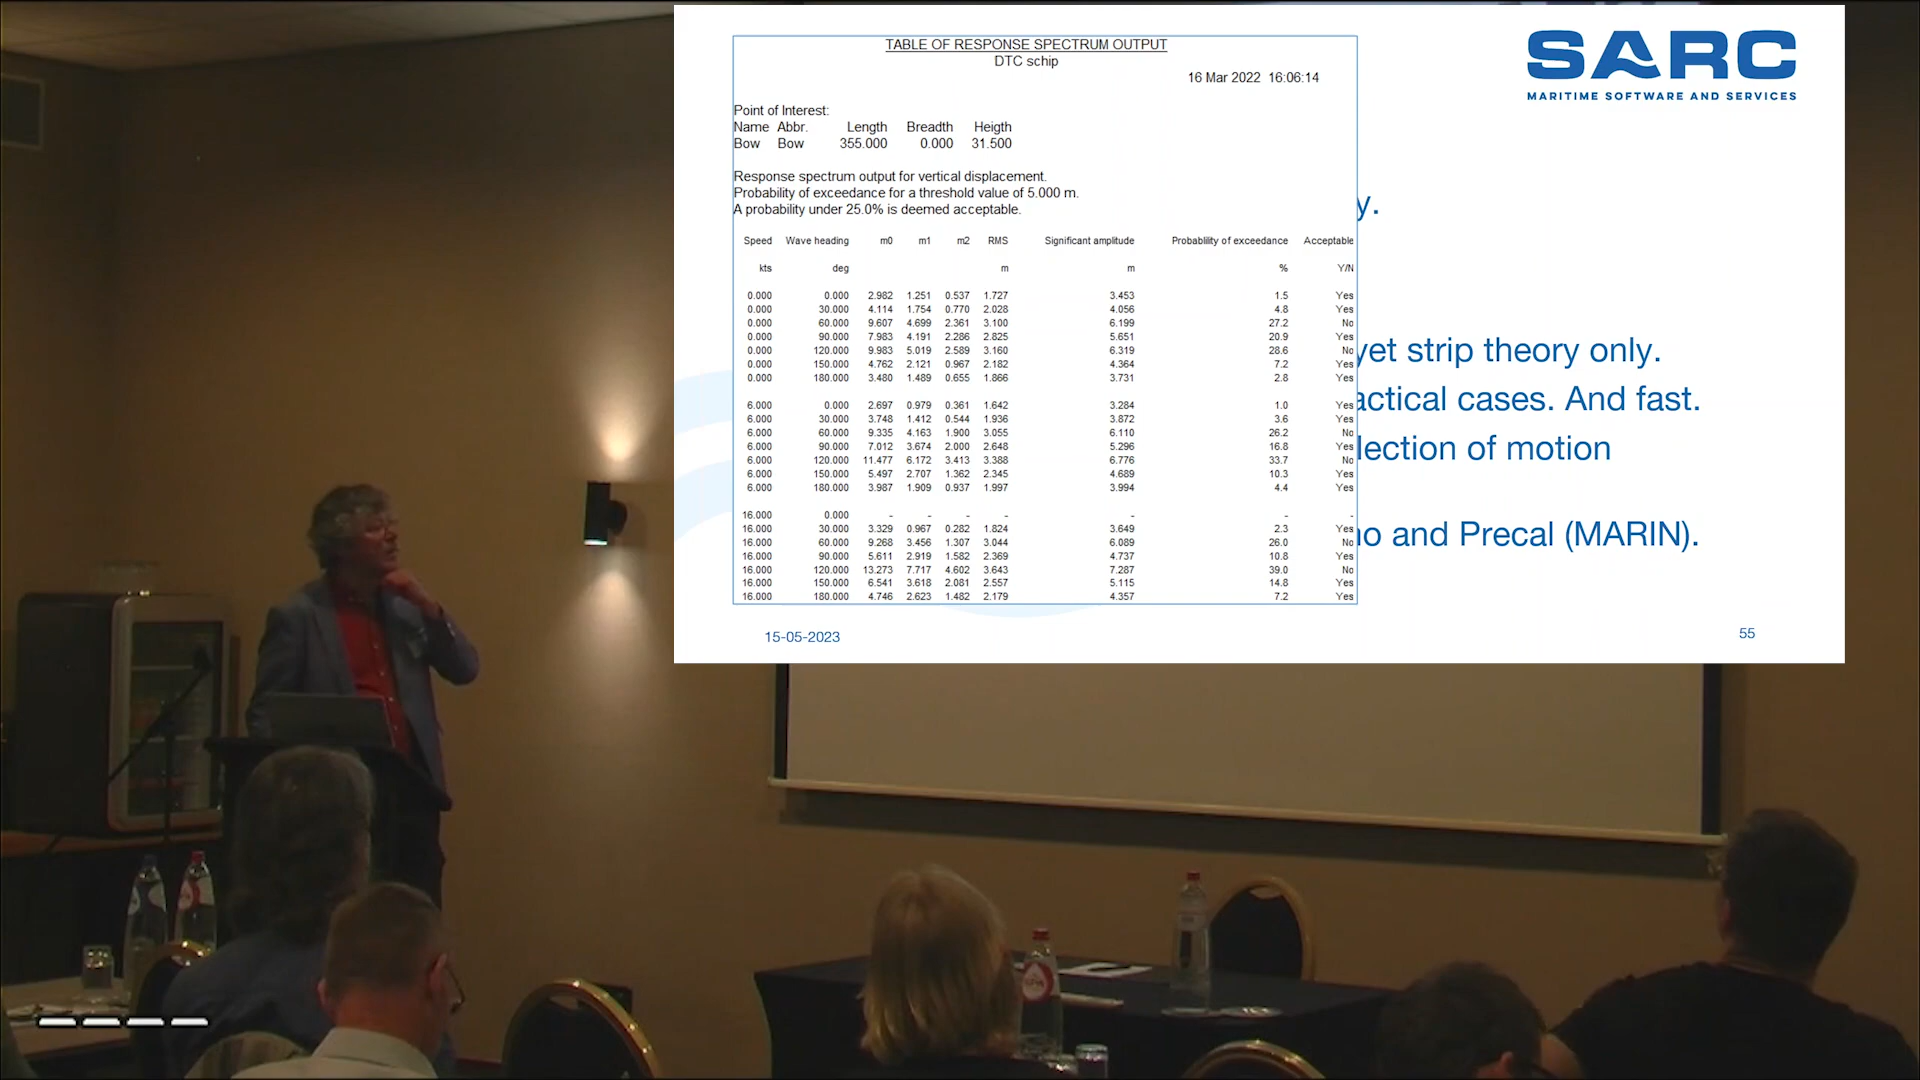 SARC
MARITIME SOFTWARE AND SERVICES
TABLE OF RESPONSE SPECTRUM OUTPUT
DTC schip
16 Mar 2022 16:06:14
Point of Interest:
Name Abbr. Length Breadth Heigth
Bow Bow 355.000 0.000 31.500
Response spectrum output for vertical displacement.
Probability of exceedance for a threshold value of 5.000 m.
A probability under 25.0% is deemed acceptable.
Speed Wave heading m0 m1 m2 RMS Significant amplitude Probablility of exceedance Acceptable
kts deg m m % Y/N
0.000 0.000 2.982 1.251 0.537 1.727 3.453 1.5 Yes
0.000 30.000 4.114 1.754 0.770 2.028 4.056 4.8 Yes
0.000 60.000 9.607 4.699 2.361 3.100 6.199 27.2 No
0.000 90.000 7.983 4.191 2.286 2.825 5.651 20.9 Yes
0.000 120.000 9.983 5.019 2.589 3.160 6.319 28.6 No
0.000 150.000 4.762 2.121 0.967 2.182 4.364 7.2 Yes
0.000 180.000 3.480 1.489 0.655 1.866 3.731 2.8 Yes
6.000 0.000 2.697 0.979 0.361 1.642 3.284 1.0 Yes
6.000 30.000 3.748 1.412 0.544 1.936 3.872 3.6 Yes
6.000 60.000 9.335 4.163 1.900 3.055 6.110 26.2 No
6.000 90.000 7.012 3.674 2.000 2.648 5.296 16.8 Yes
6.000 120.000 11.477 6.172 3.413 3.388 6.776 33.7 No
6.000 150.000 5.497 2.707 1.362 2.345 4.689 10.3 Yes
6.000 180.000 3.987 1.909 0.937 1.997 3.994 4.4 Yes
16.000 0.000 - - - - - - -
16.000 30.000 3.329 0.967 0.282 1.824 3.649 2.3 Yes
16.000 60.000 9.268 3.456 1.307 3.044 6.089 26.0 No
16.000 90.000 5.611 2.919 1.582 2.369 4.737 10.8 Yes
16.000 120.000 13.273 7.717 4.602 3.643 7.287 39.0 No
16.000 150.000 6.541 3.618 2.081 2.557 5.115 14.8 Yes
16.000 180.000 4.746 2.623 1.482 2.179 4.357 7.2 Yes
y.
yet strip theory only.
actical cases. And fast.
lection of motion
no and Precal (MARIN).
15-05-2023
55